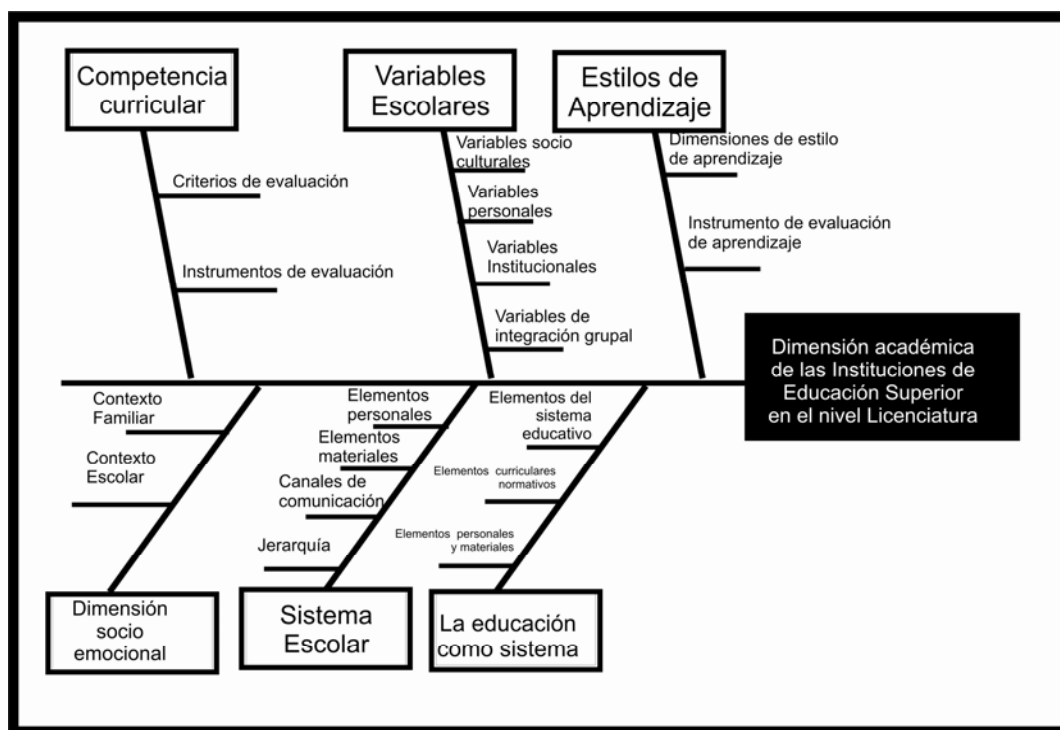 Competencia
curricular
Variables
Escolares
Estilos de
Aprendizaje
Criterios de evaluación
Instrumentos de evaluación
Variables socio
culturales
Variables
personales
Variables
Institucionales
Variables de
integración grupal
Dimensiones de estilo
de aprendizaje
Instrumento de evaluación
de aprendizaje
Dimensión académica
de las Instituciones de
Educación Superior
en el nivel Licenciatura
Contexto
Familiar
Contexto
Escolar
Elementos
personales
Elementos
materiales
Canales de
comunicación
Jerarquía
Elementos del
sistema
educativo
Elementos curriculares
normativos
Elementos personales
y materiales
Dimensión
socio
emocional
Sistema
Escolar
La educación
como sistema